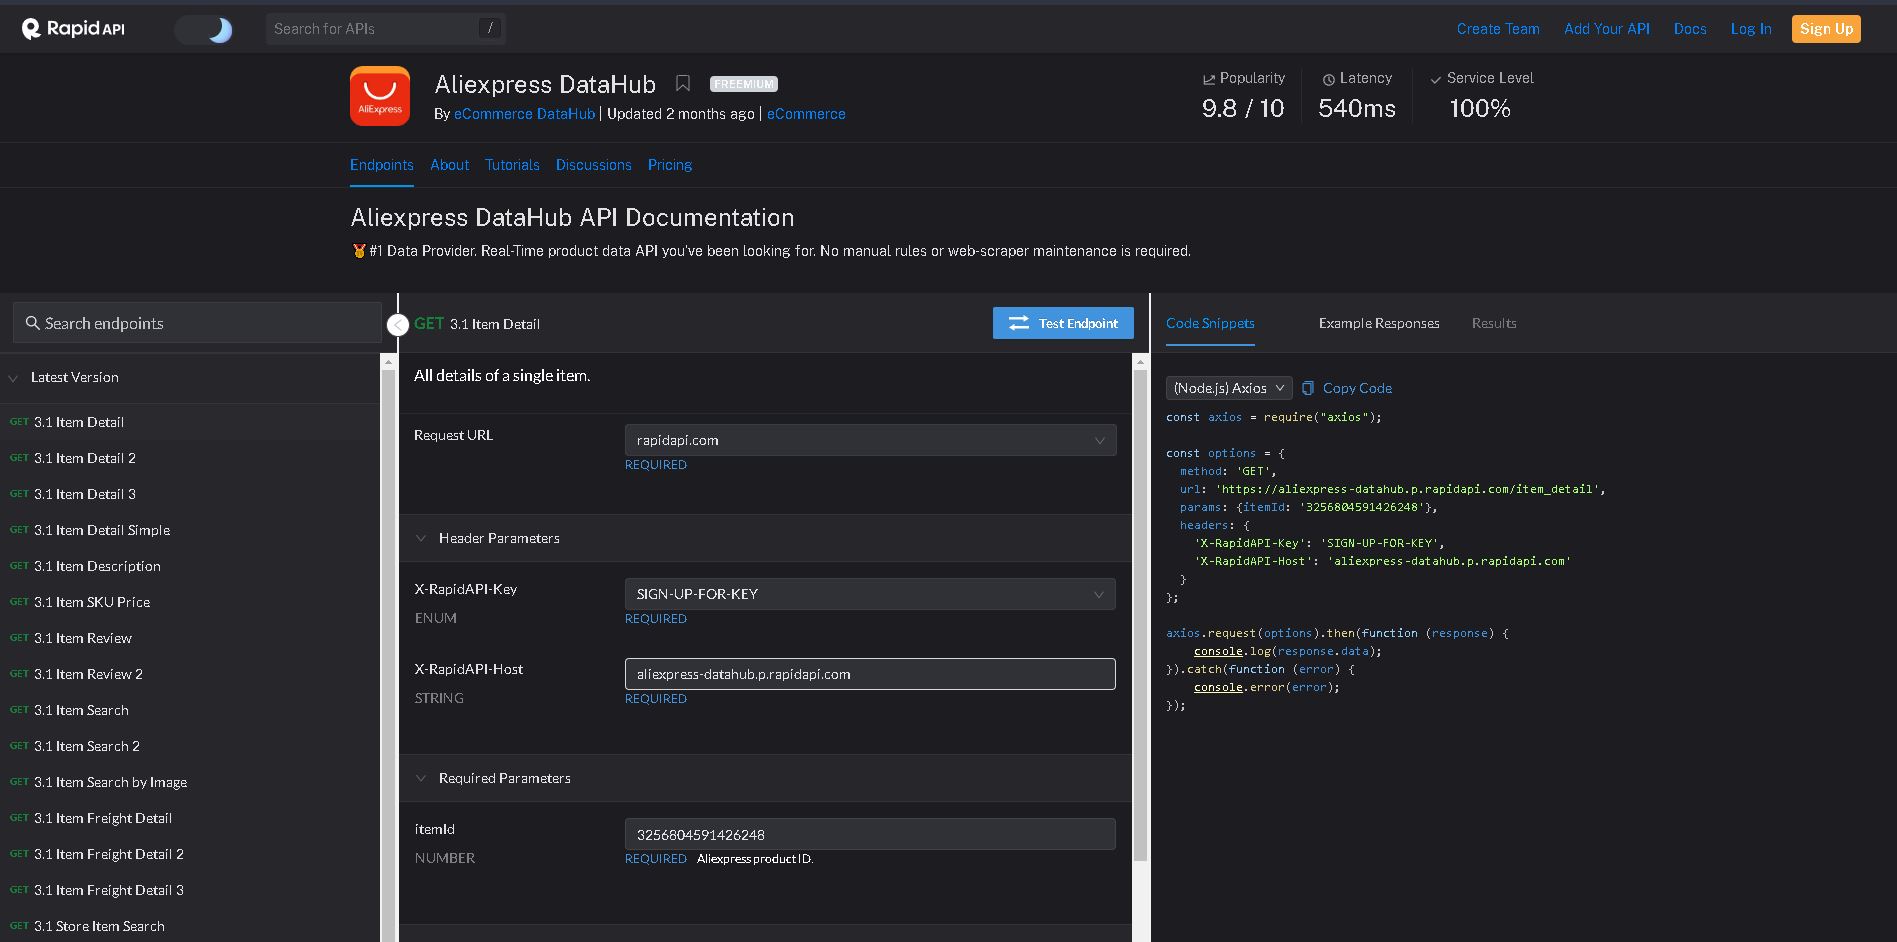 Rapid API
Search for APIs
/
Create Team
Add Your API
Docs
Log In
Sign Up
AliExpress
Aliexpress DataHub
FREEMIUM
By eCommerce DataHub | Updated 2 months ago | eCommerce
Popularity
9.8 / 10
Latency
540ms
Service Level
100%
Endpoints
About
Tutorials
Discussions
Pricing
Aliexpress DataHub API Documentation
🏅#1 Data Provider. Real-Time product data API you've been looking for. No manual rules or web-scraper maintenance is required.
Search endpoints
Latest Version
GET 3.1 Item Detail
GET 3.1 Item Detail 2
GET 3.1 Item Detail 3
GET 3.1 Item Detail Simple
GET 3.1 Item Description
GET 3.1 Item SKU Price
GET 3.1 Item Review
GET 3.1 Item Review 2
GET 3.1 Item Search
GET 3.1 Item Search 2
GET 3.1 Item Search by Image
GET 3.1 Item Freight Detail
GET 3.1 Item Freight Detail 2
GET 3.1 Item Freight Detail 3
GET 3.1 Store Item Search
GET 3.1 Item Detail
Test Endpoint
All details of a single item.
Request URL
rapidapi.com
REQUIRED
Header Parameters
X-RapidAPI-Key
SIGN-UP-FOR-KEY
ENUM
REQUIRED
X-RapidAPI-Host
aliexpress-datahub.p.rapidapi.com
STRING
REQUIRED
Required Parameters
itemId
3256804591426248
NUMBER
REQUIRED Aliexpress product ID.
Code Snippets
Example Responses
Results
(Node.js) Axios
Copy Code
const axios = require("axios");
const options = {
method: 'GET',
url: 'https://aliexpress-datahub.p.rapidapi.com/item_detail',
params: {itemId: '3256804591426248'},
headers: {
'X-RapidAPI-Key': 'SIGN-UP-FOR-KEY',
'X-RapidAPI-Host': 'aliexpress-datahub.p.rapidapi.com'
}
};
axios.request(options).then(function (response) {
console.log(response.data);
}).catch(function (error) {
console.error(error);
});